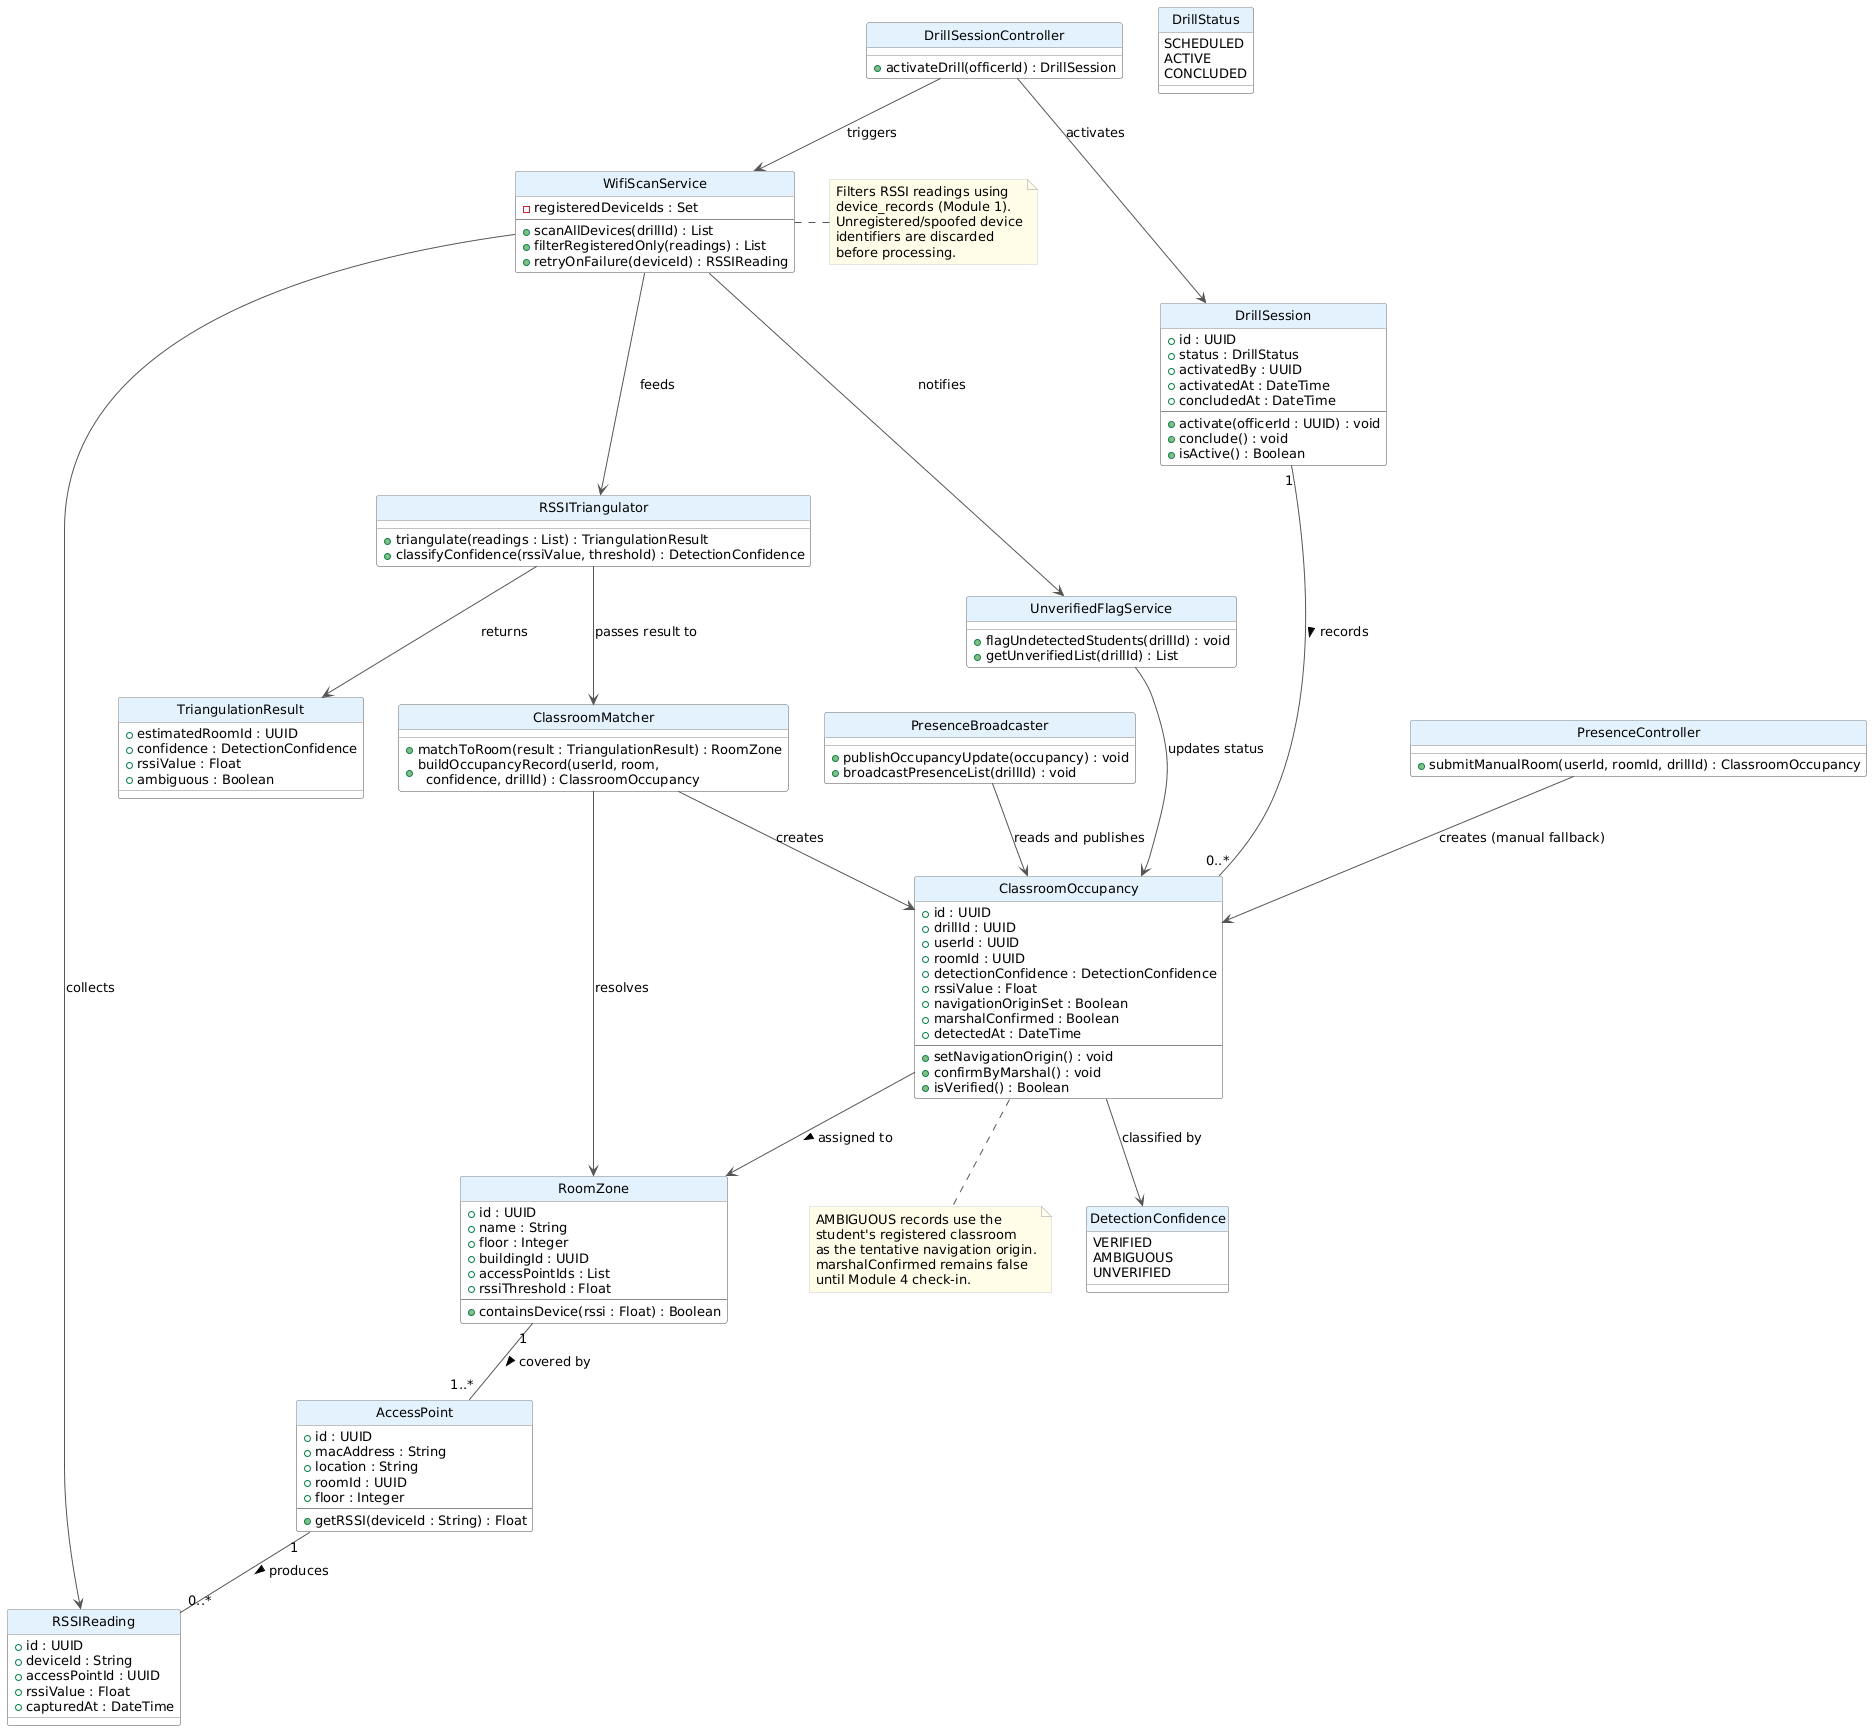 DrillSessionController
activateDrill(officerId) : DrillSession
DrillStatus
SCHEDULED
ACTIVE
CONCLUDED
triggers
activates
WifiScanService
registeredDeviceIds : Set
scanAllDevices(drillId) : List
filterRegisteredOnly(readings) : List
retryOnFailure(deviceId) : RSSIReading
Filters RSSI readings using
device_records (Module 1).
Unregistered/spoofed device
identifiers are discarded
before processing.
DrillSession
id : UUID
status : DrillStatus
activatedBy : UUID
activatedAt : DateTime
concludedAt : DateTime
activate(officerId : UUID) : void
conclude() : void
isActive() : Boolean
feeds
notifies
1
RSSITriangulator
triangulate(readings : List) : TriangulationResult
classifyConfidence(rssiValue, threshold) : DetectionConfidence
UnverifiedFlagService
flagUndetectedStudents(drillId) : void
getUnverifiedList(drillId) : List
returns
passes result to
records
TriangulationResult
estimatedRoomId : UUID
confidence : DetectionConfidence
rssiValue : Float
ambiguous : Boolean
ClassroomMatcher
matchToRoom(result : TriangulationResult) : RoomZone
buildOccupancyRecord(userId, room,
confidence, drillId) : ClassroomOccupancy
PresenceBroadcaster
publishOccupancyUpdate(occupancy) : void
broadcastPresenceList(drillId) : void
updates status
PresenceController
submitManualRoom(userId, roomId, drillId) : ClassroomOccupancy
creates
reads and publishes
creates (manual fallback)
0..*
ClassroomOccupancy
id : UUID
drillId : UUID
userId : UUID
roomId : UUID
detectionConfidence : DetectionConfidence
rssiValue : Float
navigationOriginSet : Boolean
marshalConfirmed : Boolean
detectedAt : DateTime
setNavigationOrigin() : void
confirmByMarshal() : void
isVerified() : Boolean
collects
resolves
assigned to
classified by
RoomZone
id : UUID
name : String
floor : Integer
buildingId : UUID
accessPointIds : List
rssiThreshold : Float
containsDevice(rssi : Float) : Boolean
AMBIGUOUS records use the
student's registered classroom
as the tentative navigation origin.
marshalConfirmed remains false
until Module 4 check-in.
DetectionConfidence
VERIFIED
AMBIGUOUS
UNVERIFIED
1
covered by
1..*
AccessPoint
id : UUID
macAddress : String
location : String
roomId : UUID
floor : Integer
getRSSI(deviceId : String) : Float
1
produces
0..*
RSSIReading
id : UUID
deviceId : String
accessPointId : UUID
rssiValue : Float
capturedAt : DateTime